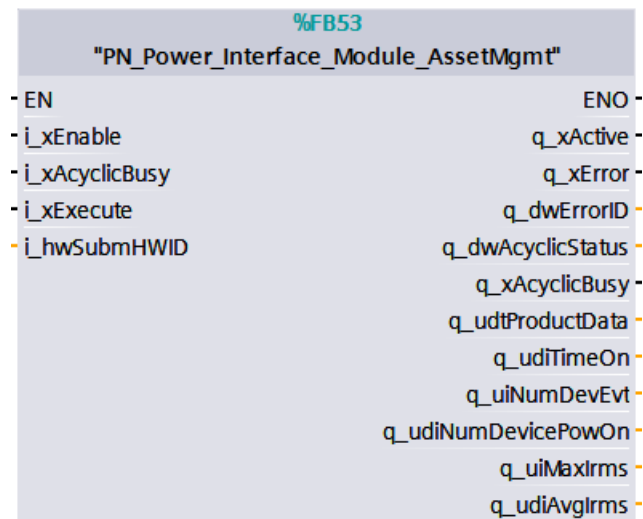 %FB53
"PN_Power_Interface_Module_AssetMgmt"
EN ENO
i_xEnable q_xActive
i_xAcyclicBusy q_xError
i_xExecute q_dwErrorID
i_hwSubmHWID q_dwAcyclicStatus
q_xAcyclicBusy
q_udtProductData
q_udiTimeOn
q_uiNumDevEvt
q_udiNumDevicePowOn
q_uiMaxIrms
q_udiAvgIrms